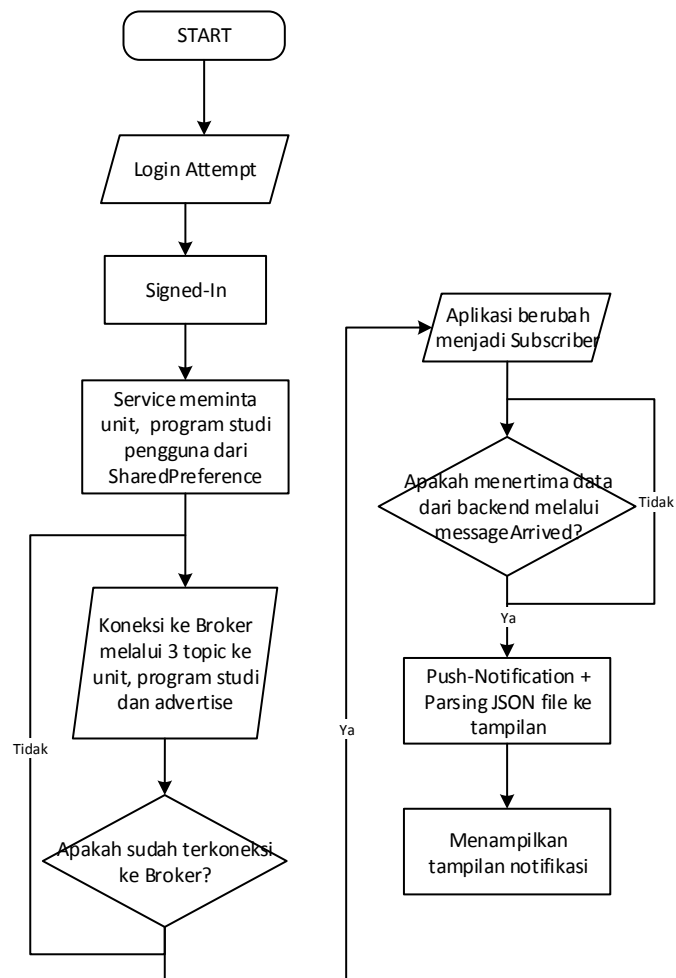 START
Login Attempt
Signed-In
Service meminta
unit, program studi
pengguna dari
SharedPreference
Koneksi ke Broker
melalui 3 topic ke
unit, program studi
dan advertise
Tidak
Apakah sudah terkoneksi
ke Broker?
Ya
Aplikasi berubah
menjadi Subscriber
Apakah menertima data
dari backend melalui
messageArrived?
Tidak
Ya
Push-Notification +
Parsing JSON file ke
tampilan
Menampilkan
tampilan notifikasi